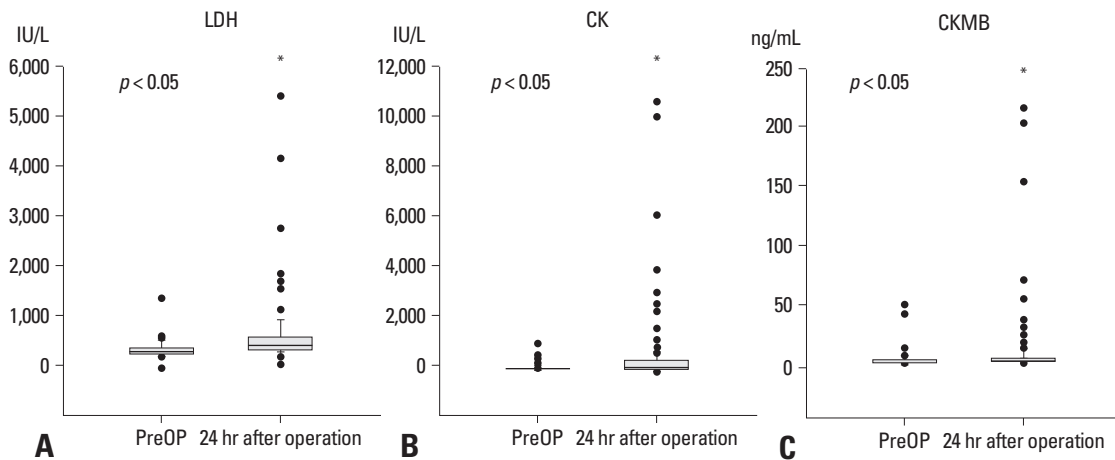 LDH
IU/L
6,000
5,000
4,000
3,000
2,000
1,000
0
p < 0.05
*
PreOP
24 hr after operation
A
CK
IU/L
12,000
10,000
8,000
6,000
4,000
2,000
0
p < 0.05
*
PreOP
24 hr after operation
B
CKMB
ng/mL
250
200
150
100
50
0
p < 0.05
*
PreOP
24 hr after operation
C